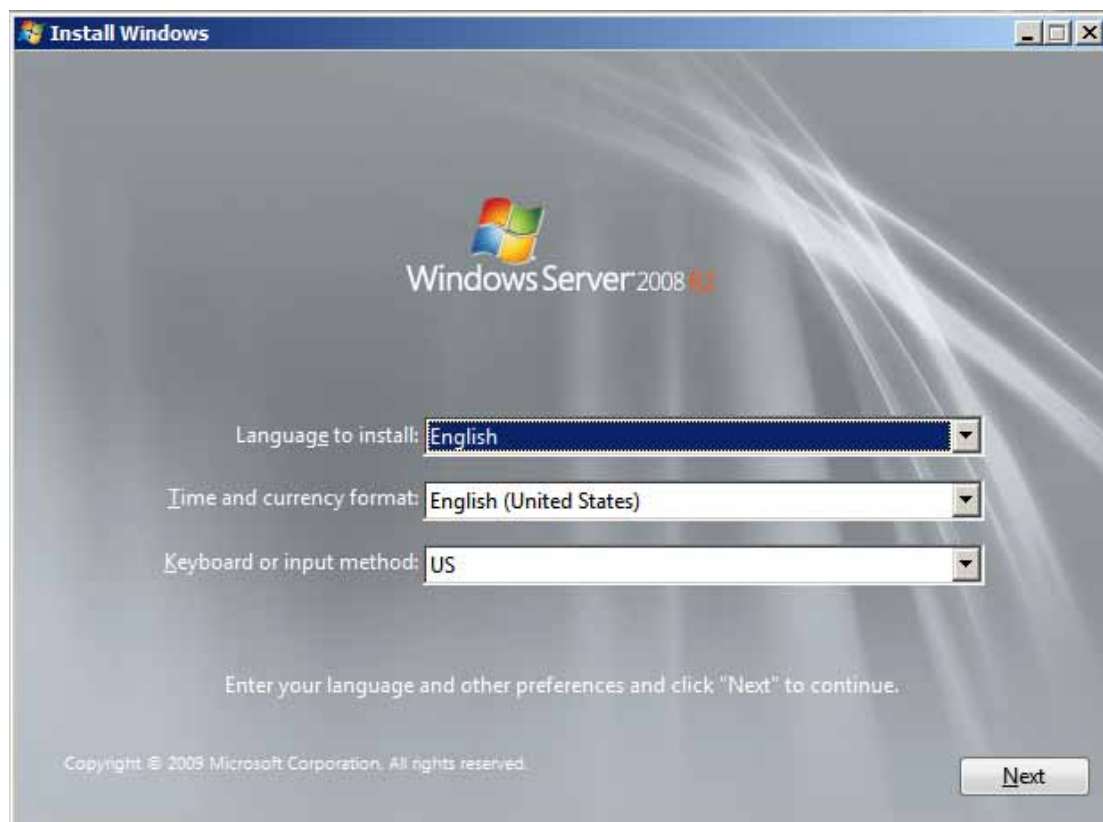 Install Windows
Windows Server 2008 R2
Language to install: English
Time and currency format: English (United States)
Keyboard or input method: US
Enter your language and other preferences and click "Next" to continue.
Copyright © 2009 Microsoft Corporation. All rights reserved.
Next